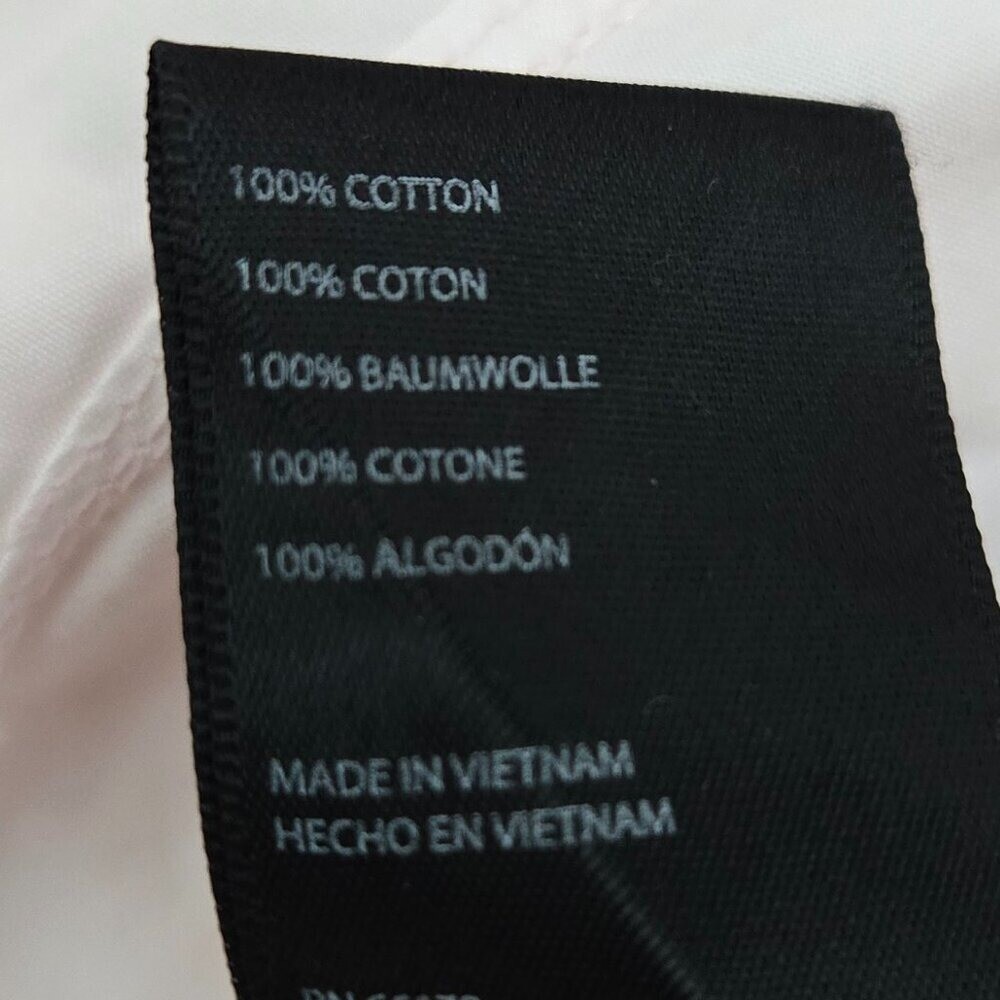 100% COTTON
100% COTON
100% BAUMWOLLE
100% COTONE
100% ALGODÓN
MADE IN VIETNAM
HECHO EN VIETNAM